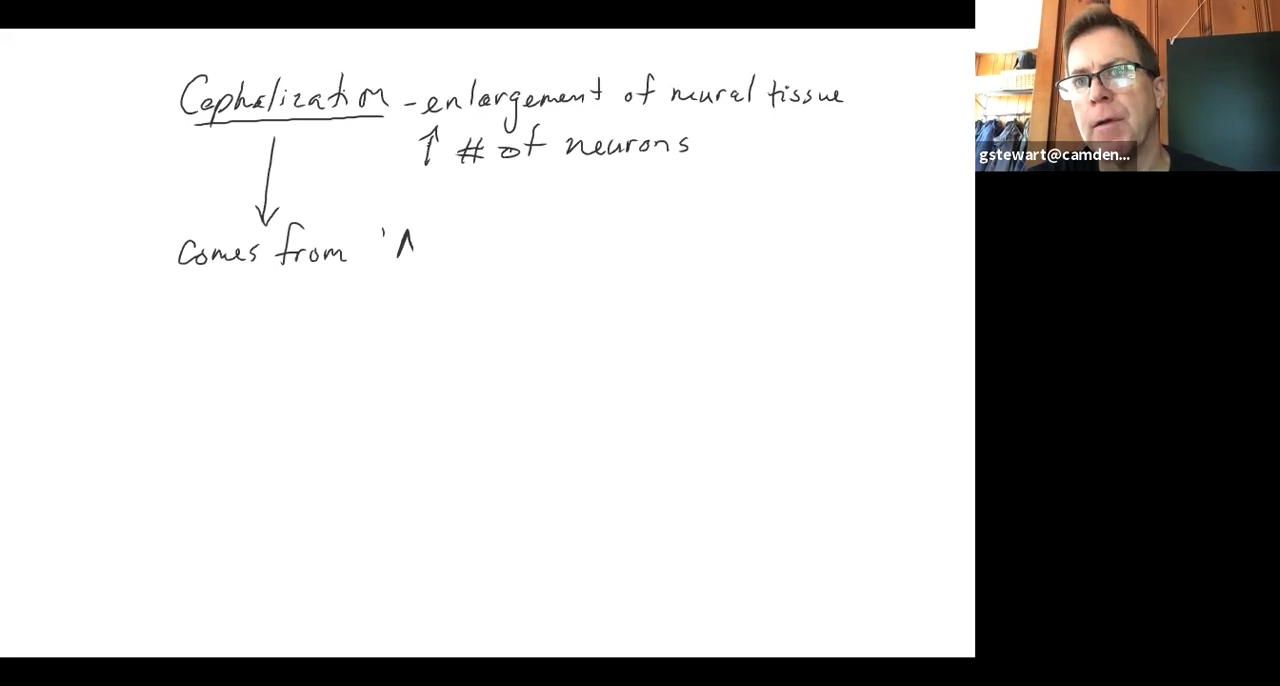 Cephalization - enlargement of neural tissue
↑ # of neurons
comes from '
gstewart@camden...